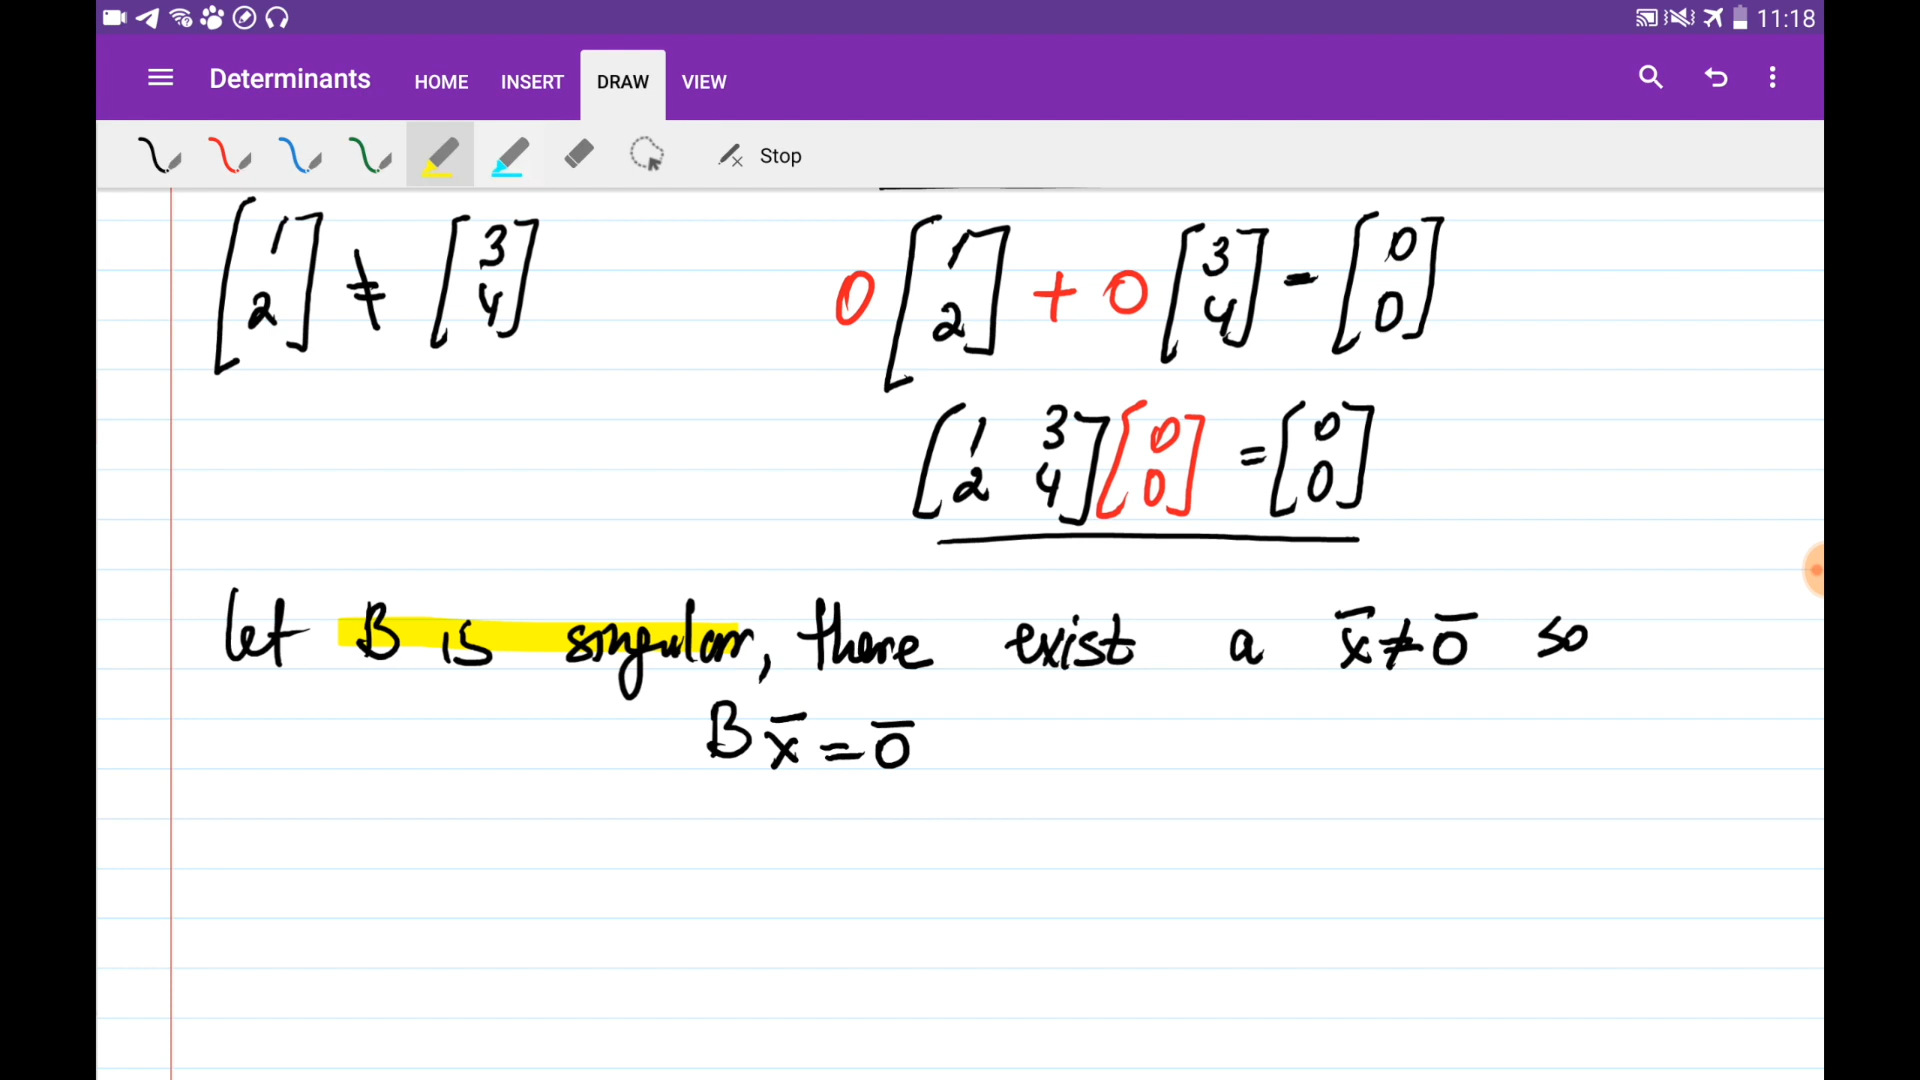 11:18
Determinants HOME INSERT DRAW VIEW
Stop
[1 2] ≠ [3 4]
0 [1 2] + 0 [3 4] = [0 0]
[1 3 2 4] [0 0] = [0 0]
let B is singular, there exist a x̄ ≠ 0̄ so
B x̄ = 0̄